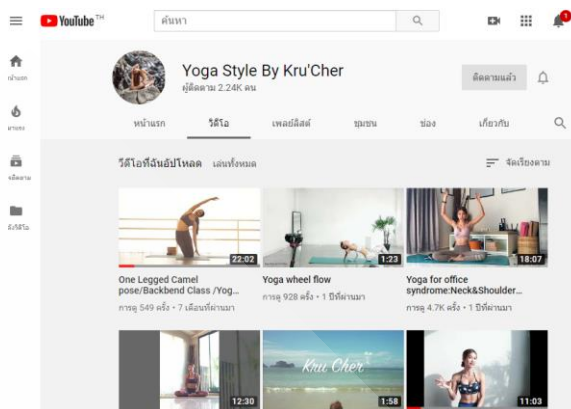 YouTube TH
ค้นหา
1
หน้าแรก
Yoga Style By Kru'Cher
ผู้ติดตาม 2.24K คน
ติดตามแล้ว
หน้าแรก วิดีโอ เพลย์ลิสต์ ชุมชน ช่อง เกี่ยวกับ
วิดีโอที่ฉันอัปโหลด เล่นทั้งหมด จัดเรียงตาม
22:02 1:23 18:07
One Legged Camel pose/Backbend Class /Yog...
การดู 549 ครั้ง • 7 เดือนที่ผ่านมา
Yoga wheel flow
การดู 928 ครั้ง • 1 ปีที่ผ่านมา
Yoga for office syndrome:Neck&Shoulder...
การดู 4.7K ครั้ง • 1 ปีที่ผ่านมา
Kru Cher
12:30 1:58 11:03